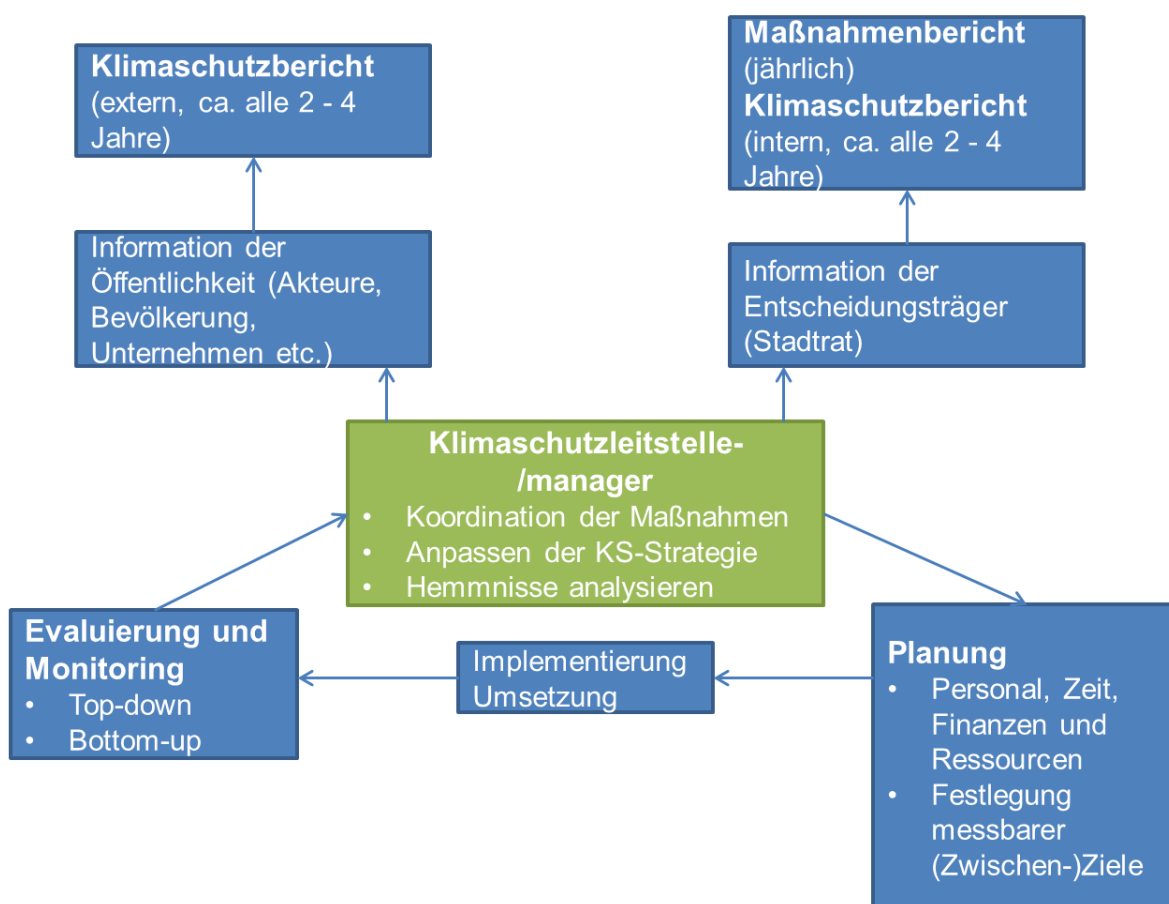 Klimaschutzbericht
(extern, ca. alle 2 - 4
Jahre)
Maßnahmenbericht
(jährlich)
Klimaschutzbericht
(intern, ca. alle 2 - 4
Jahre)
Information der
Öffentlichkeit (Akteure,
Bevölkerung,
Unternehmen etc.)
Information der
Entscheidungsträger
(Stadtrat)
Klimaschutzleitstelle-
/manager
• Koordination der Maßnahmen
• Anpassen der KS-Strategie
• Hemmnisse analysieren
Evaluierung und
Monitoring
• Top-down
• Bottom-up
Implementierung
Umsetzung
Planung
• Personal, Zeit,
Finanzen und
Ressourcen
• Festlegung
messbarer
(Zwischen-)Ziele